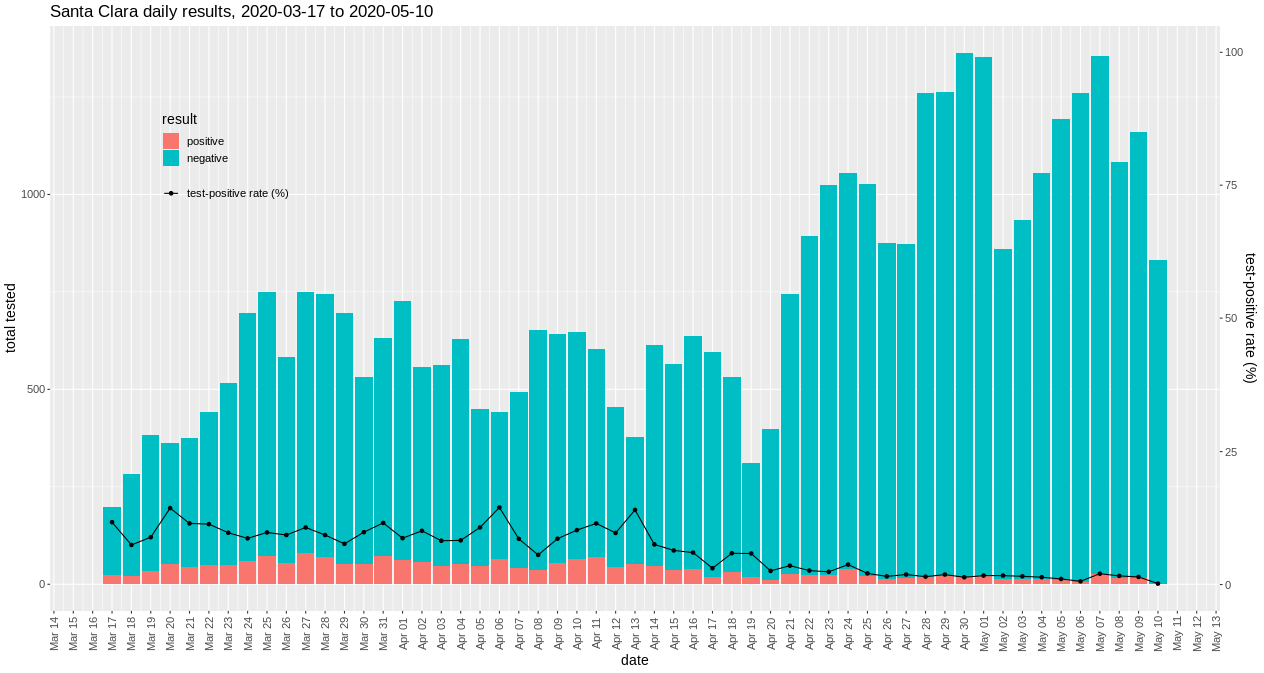 Santa Clara daily results, 2020-03-17 to 2020-05-10
result
positive
negative
test-positive rate (%)
total tested
1000
500
0
100
75
50
25
0
test-positive rate (%)
Mar 14
Mar 15
Mar 16
Mar 17
Mar 18
Mar 19
Mar 20
Mar 21
Mar 22
Mar 23
Mar 24
Mar 25
Mar 26
Mar 27
Mar 28
Mar 29
Mar 30
Mar 31
Apr 01
Apr 02
Apr 03
Apr 04
Apr 05
Apr 06
Apr 07
Apr 08
Apr 09
Apr 10
Apr 11
Apr 12
Apr 13
Apr 14
Apr 15
Apr 16
Apr 17
Apr 18
Apr 19
Apr 20
Apr 21
Apr 22
Apr 23
Apr 24
Apr 25
Apr 26
Apr 27
Apr 28
Apr 29
Apr 30
May 01
May 02
May 03
May 04
May 05
May 06
May 07
May 08
May 09
May 10
May 11
May 12
May 13
date